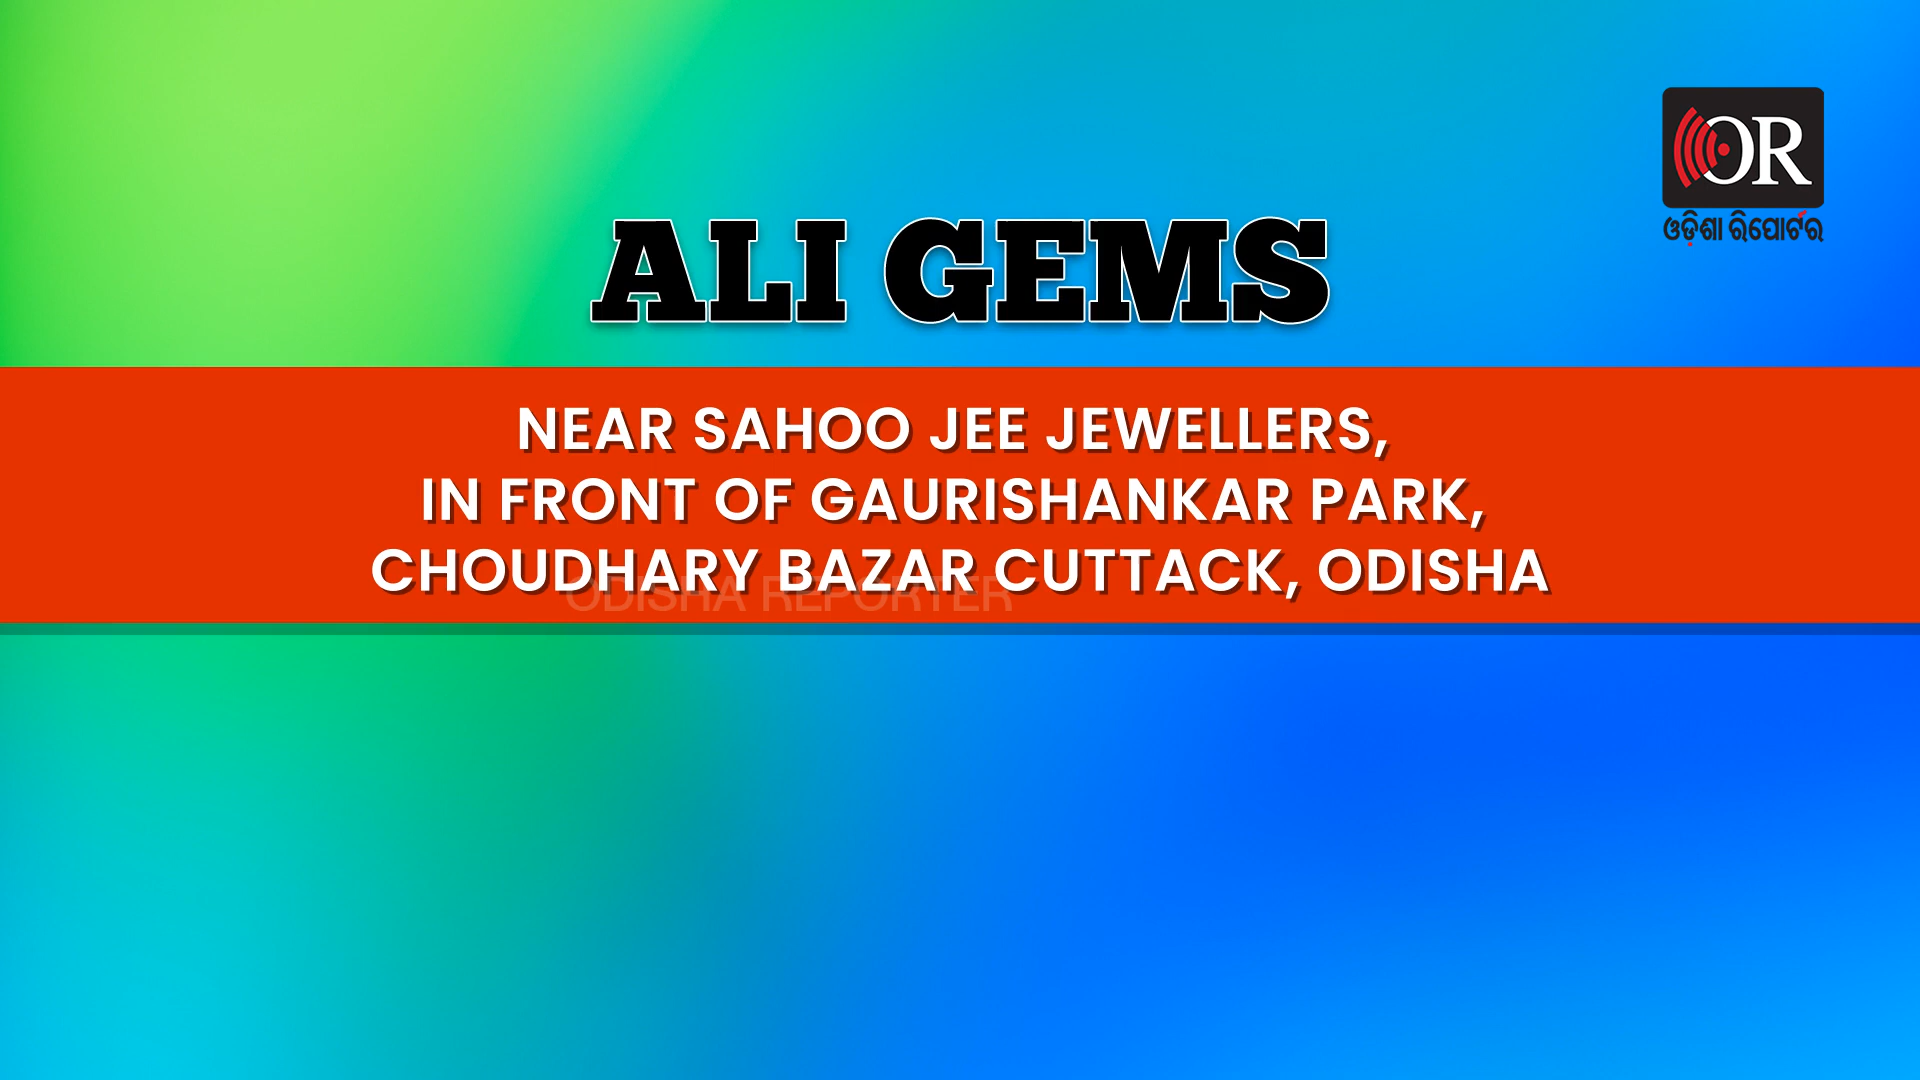 OR
ଓଡ଼ିଶା ରିପୋର୍ଟର
ALI GEMS
NEAR SAHOO JEE JEWELLERS,
IN FRONT OF GAURISHANKAR PARK,
CHOUDHARY BAZAR CUTTACK, ODISHA
ODISHA REPORTER